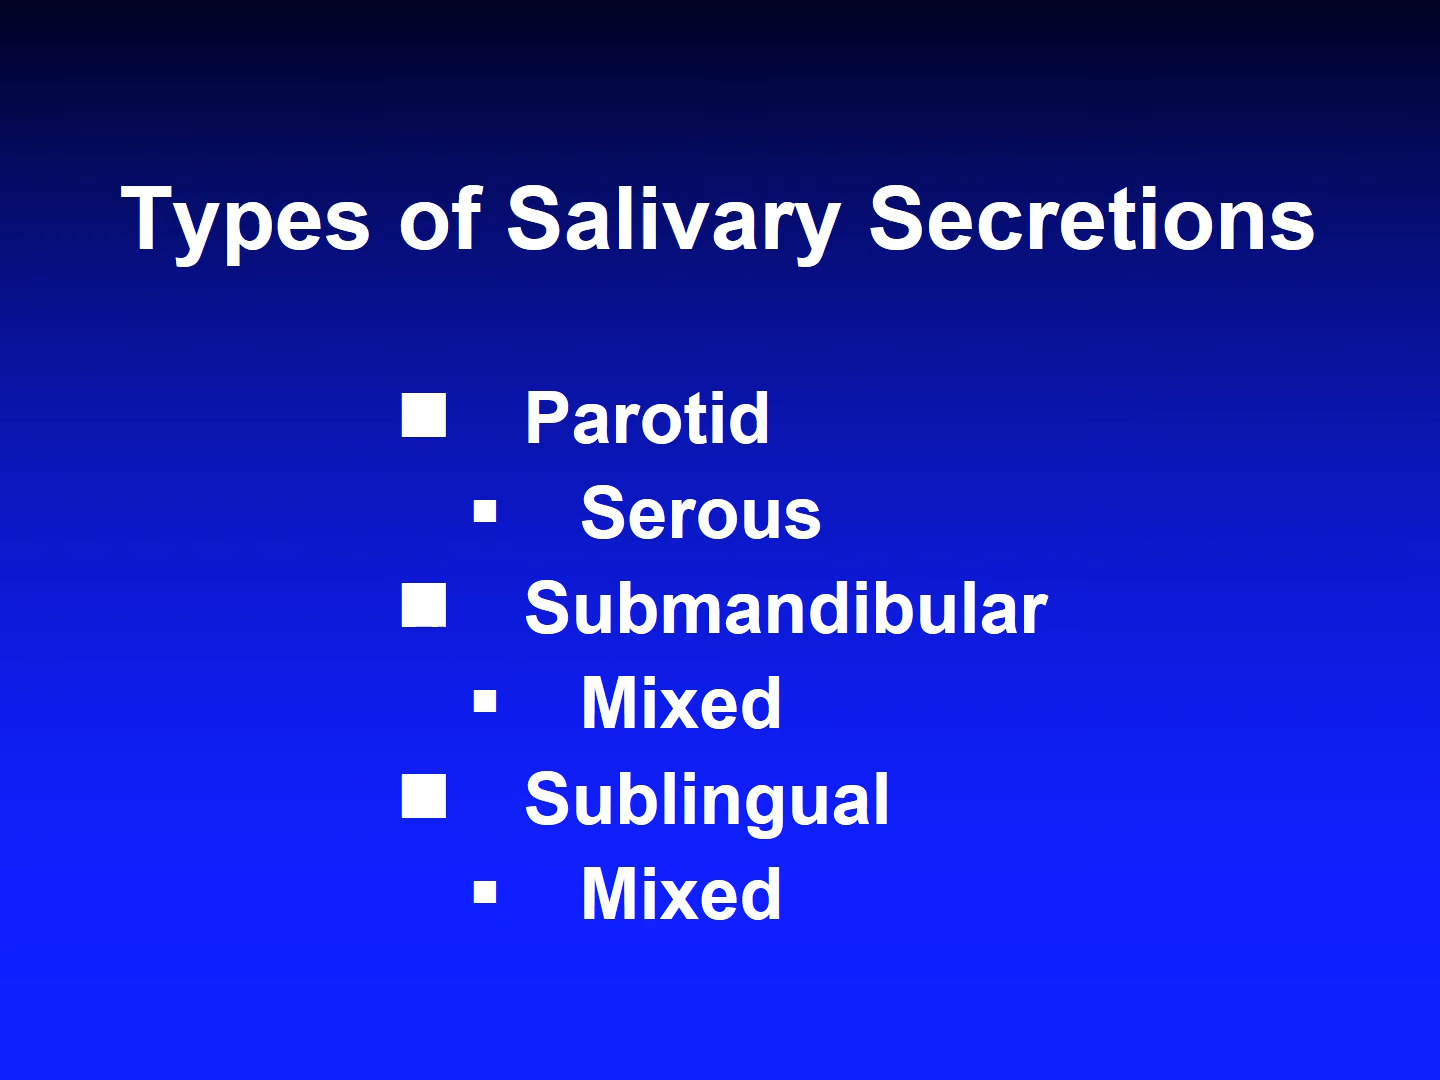 Types of Salivary Secretions
Parotid
Serous
Submandibular
Mixed
Sublingual
Mixed